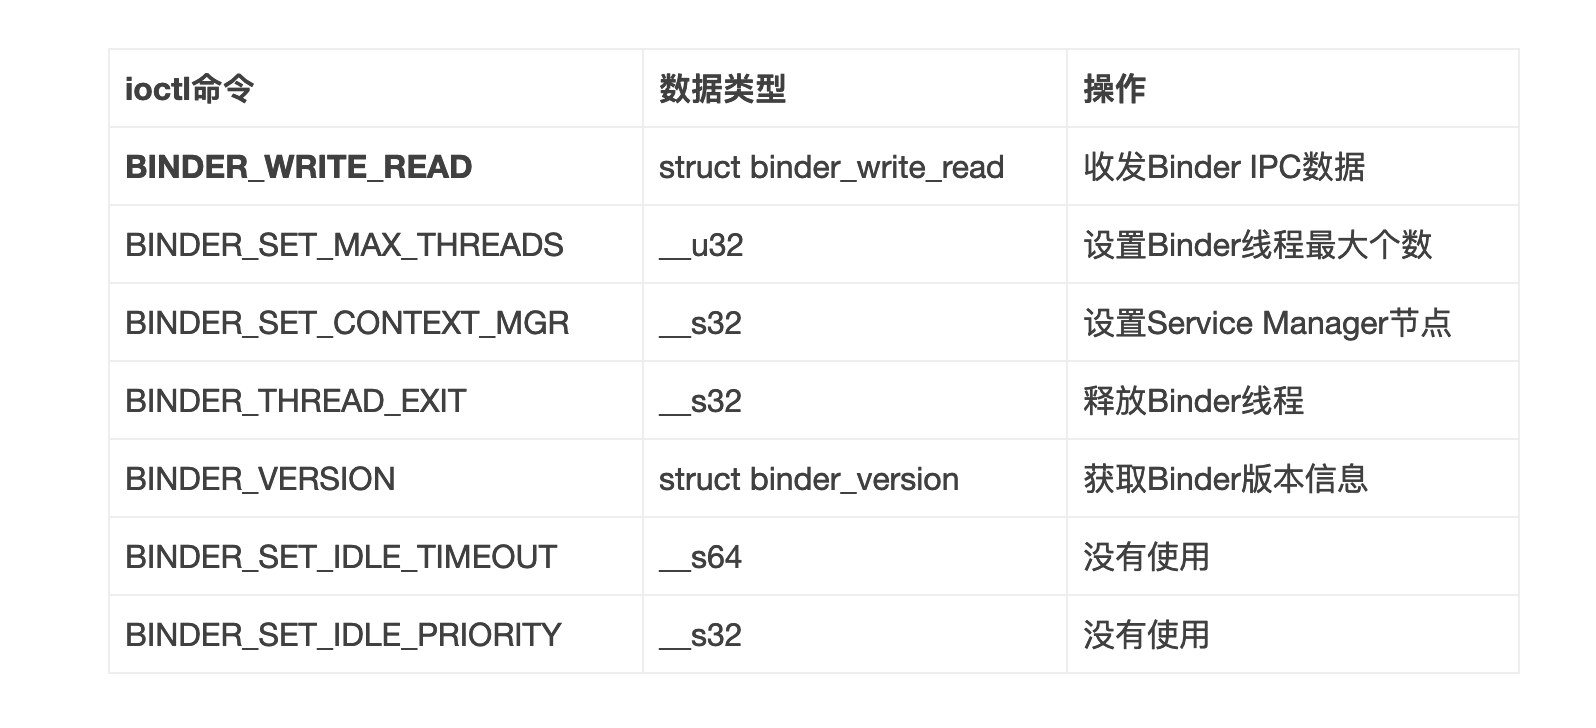 ioctl命令 数据类型 操作
BINDER_WRITE_READ struct binder_write_read 收发Binder IPC数据
BINDER_SET_MAX_THREADS __u32 设置Binder线程最大个数
BINDER_SET_CONTEXT_MGR __s32 设置Service Manager节点
BINDER_THREAD_EXIT __s32 释放Binder线程
BINDER_VERSION struct binder_version 获取Binder版本信息
BINDER_SET_IDLE_TIMEOUT __s64 没有使用
BINDER_SET_IDLE_PRIORITY __s32 没有使用